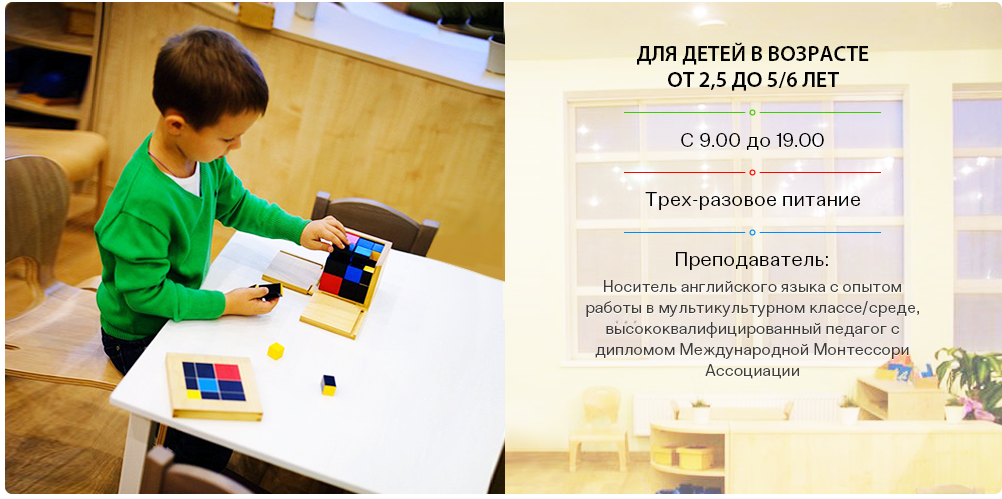 ДЛЯ ДЕТЕЙ В ВОЗРАСТЕ
ОТ 2,5 ДО 5/6 ЛЕТ
С 9.00 до 19.00
Трех-разовое питание
Преподаватель:
Носитель английского языка с опытом
работы в мультикультурном классе/среде,
высококвалифицированный педагог с
дипломом Международной Монтессори
Ассоциации